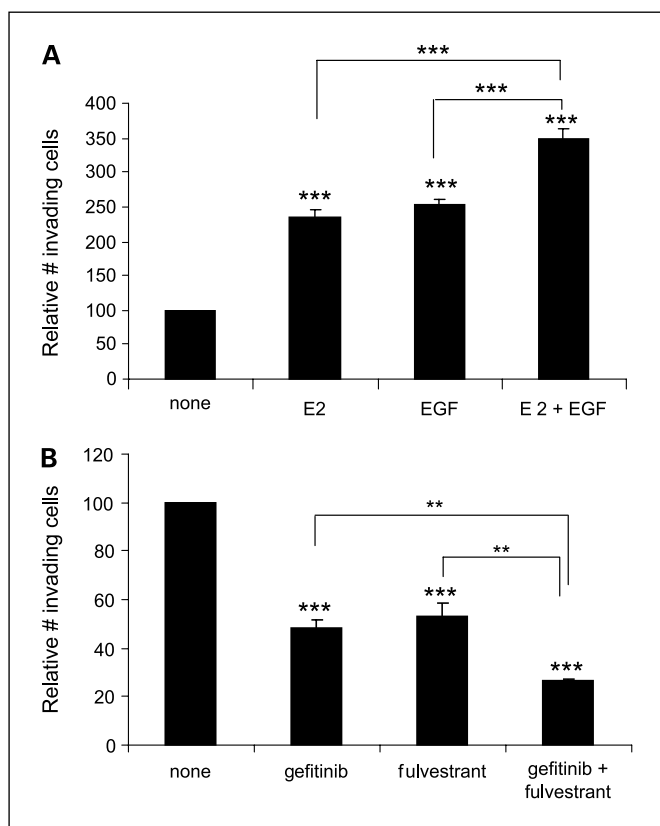 A
***
***
***
***
***
Relative # invading cells
400
350
300
250
200
150
100
50
0
none
E2
EGF
E 2 + EGF
B
Relative # invading cells
120
100
80
60
40
20
0
**
**
***
***
***
none
gefitinib
fulvestrant
gefitinib +
fulvestrant